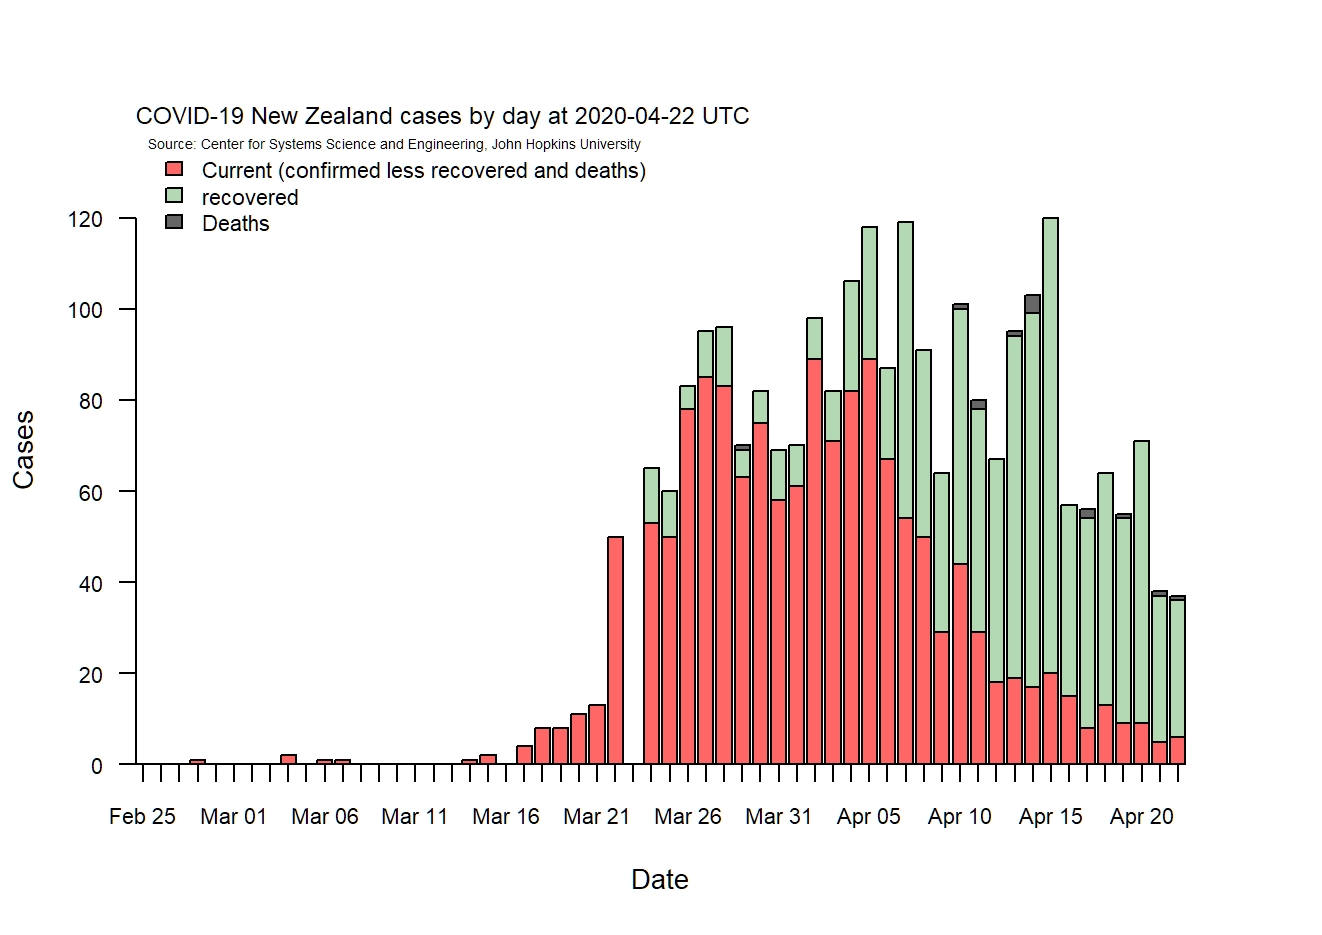 COVID-19 New Zealand cases by day at 2020-04-22 UTC
Source: Center for Systems Science and Engineering, John Hopkins University
Current (confirmed less recovered and deaths)
recovered
Deaths
120
100
80
60
40
20
0
Cases
Feb 25 Mar 01 Mar 06 Mar 11 Mar 16 Mar 21 Mar 26 Mar 31 Apr 05 Apr 10 Apr 15 Apr 20
Date